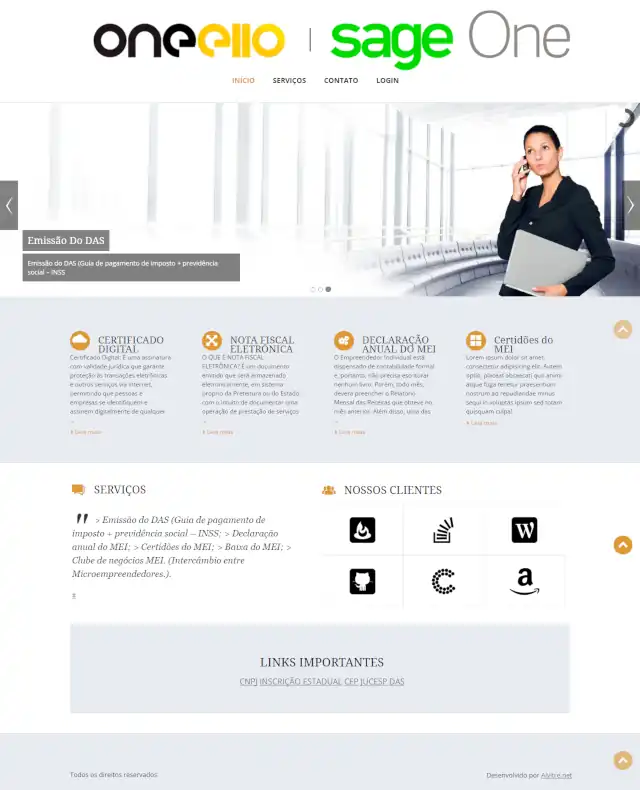 oneello | sage One
INÍCIO SERVIÇOS CONTATO LOGIN
Emissão Do DAS
Emissão do DAS (Guia de pagamento de imposto + previdência
social – INSS
CERTIFICADO
DIGITAL
Certificado Digital: É uma assinatura
com validade jurídica que garante
proteção às transações eletrônicas
e outros serviços via internet,
permitindo que pessoas e
empresas se identifiquem e
assinem digitalmente de qualquer
Leia mais
NOTA FISCAL
ELETRÔNICA
O QUE É NOTA FISCAL
ELETRÔNICA? É um documento
emitido que será armazenado
eletronicamente, em sistema
próprio da Prefeitura ou do Estado
com o intuito de documentar uma
operação de prestação de serviços
Leia mais
DECLARAÇÃO
ANUAL DO MEI
O Empreendedor Individual está
dispensado de contabilidade formal
e, portanto, não precisa escriturar
nenhum livro. Porém, todo mês,
deverá preencher o Relatório
Mensal das Receitas que obteve no
mês anterior. Além disso, uma das
Leia mais
Certidões do
MEI
Lorem ipsum dolor sit amet,
consectetur adipisicing elit. Autem
optio, placeat obcaecati quo animi
atque fuga tenetur praesentium
nostrum ad repudiandae minus
sequi in voluptas ipsum sed totam
quisquam culpa!
Leia mais
SERVIÇOS
> Emissão do DAS (Guia de pagamento de
imposto + previdência social – INSS; > Declaração
anual do MEI; > Certidões do MEI; > Baixa do MEI; >
Clube de negócios MEI. (Intercâmbio entre
Microempreendedores.).
NOSSOS CLIENTES
LINKS IMPORTANTES
CNPJ INSCRIÇÃO ESTADUAL CEP JUCESP DAS
Todos os direitos reservados
Desenvolvido por Abitre.net